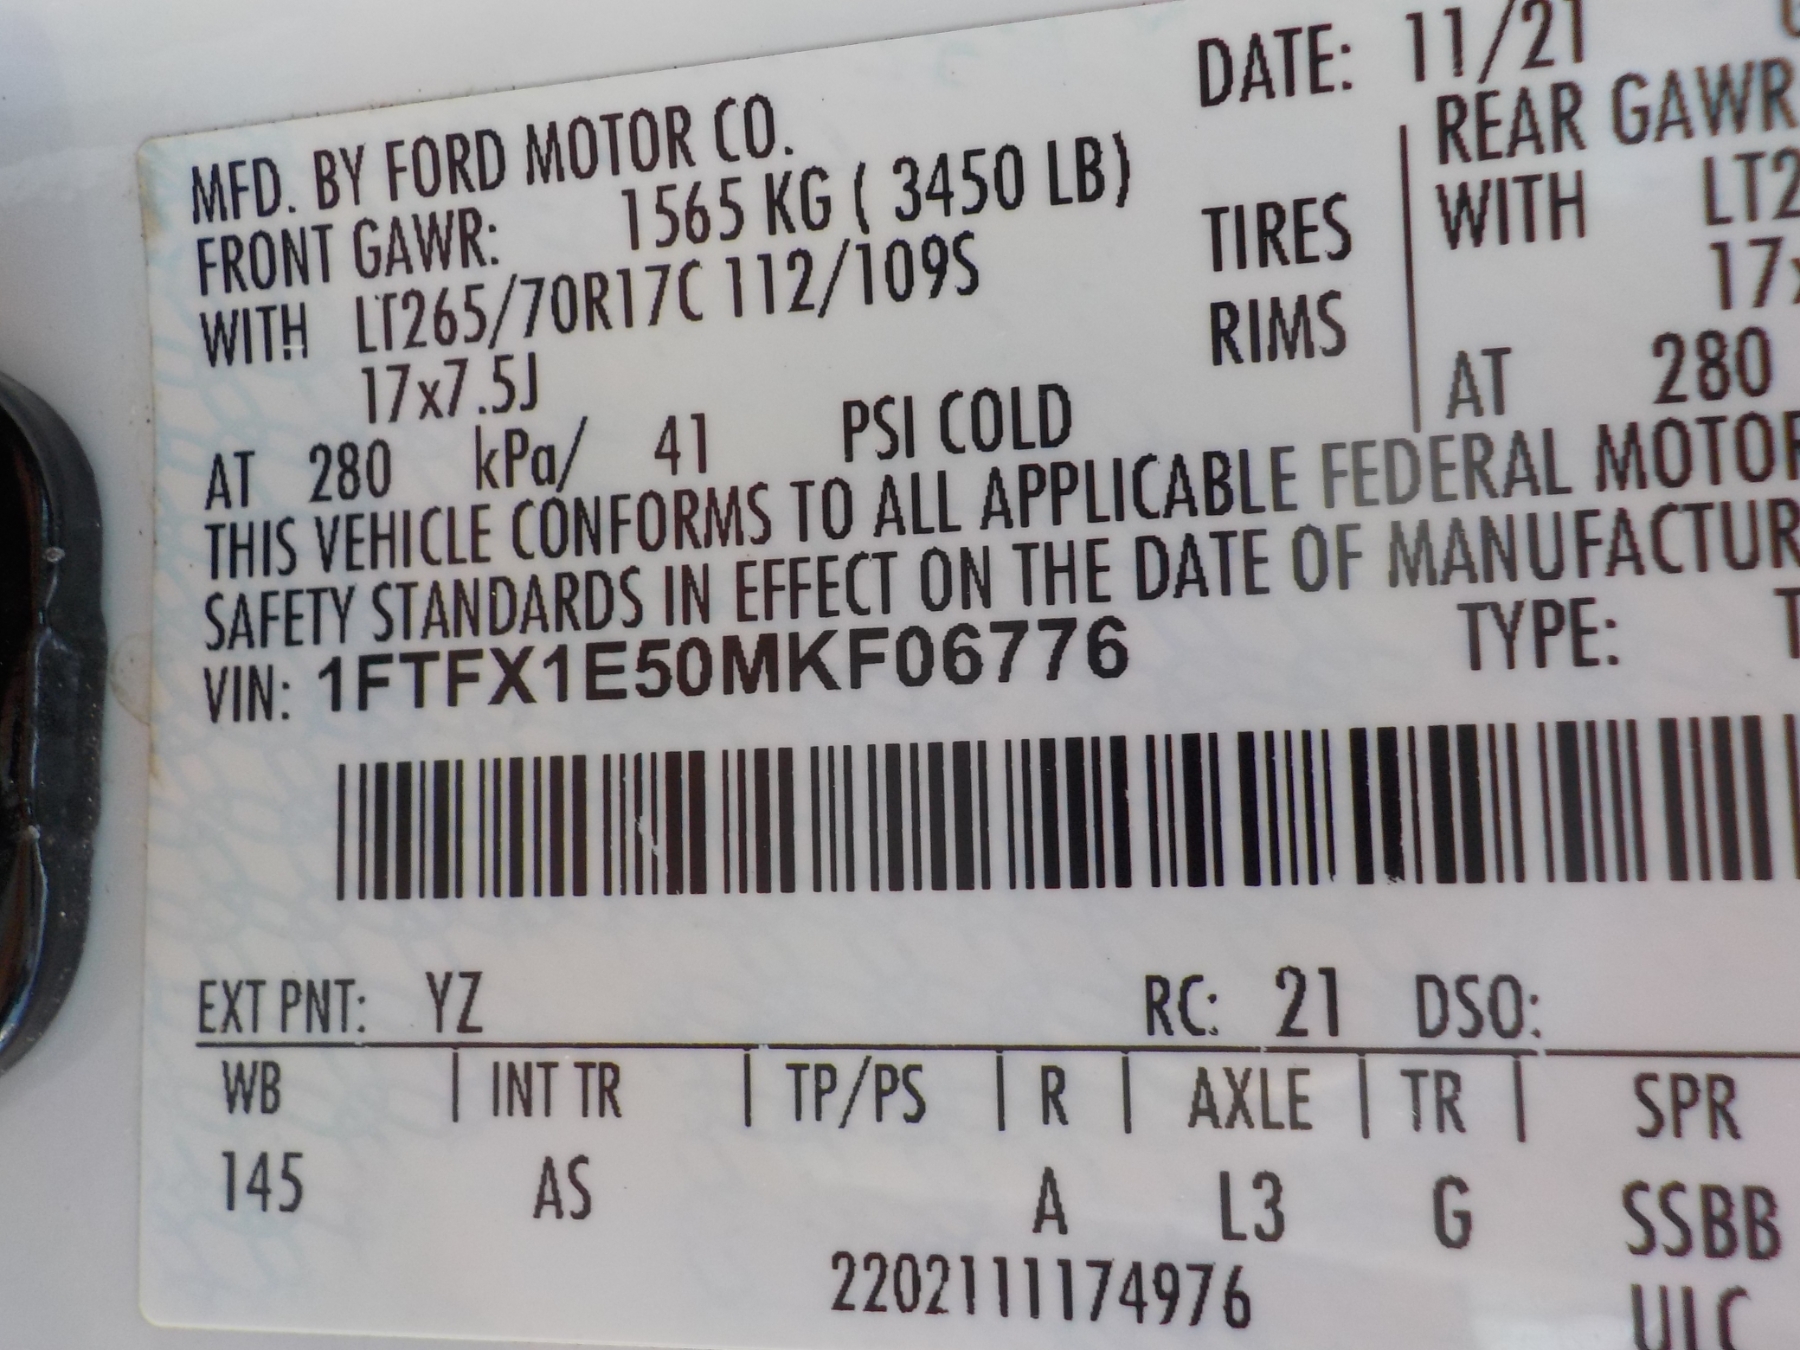 DATE: 11/21
MFD. BY FORD MOTOR CO.
FRONT GAWR: 1565 KG ( 3450 LB)
WITH LT265/70R17C 112/109S TIRES
17x7.5J RIMS
AT 280 kPa/ 41 PSI COLD
REAR GAWR
WITH LT2
17x
AT 280
THIS VEHICLE CONFORMS TO ALL APPLICABLE FEDERAL MOTOR
SAFETY STANDARDS IN EFFECT ON THE DATE OF MANUFACTUR
VIN: 1FTFX1E50MKF06776 TYPE: T
EXT PNT: YZ RC: 21 DSO:
WB | INT TR | TP/PS | R | AXLE | TR | SPR
145 AS A L3 G SSBB
2202111174976